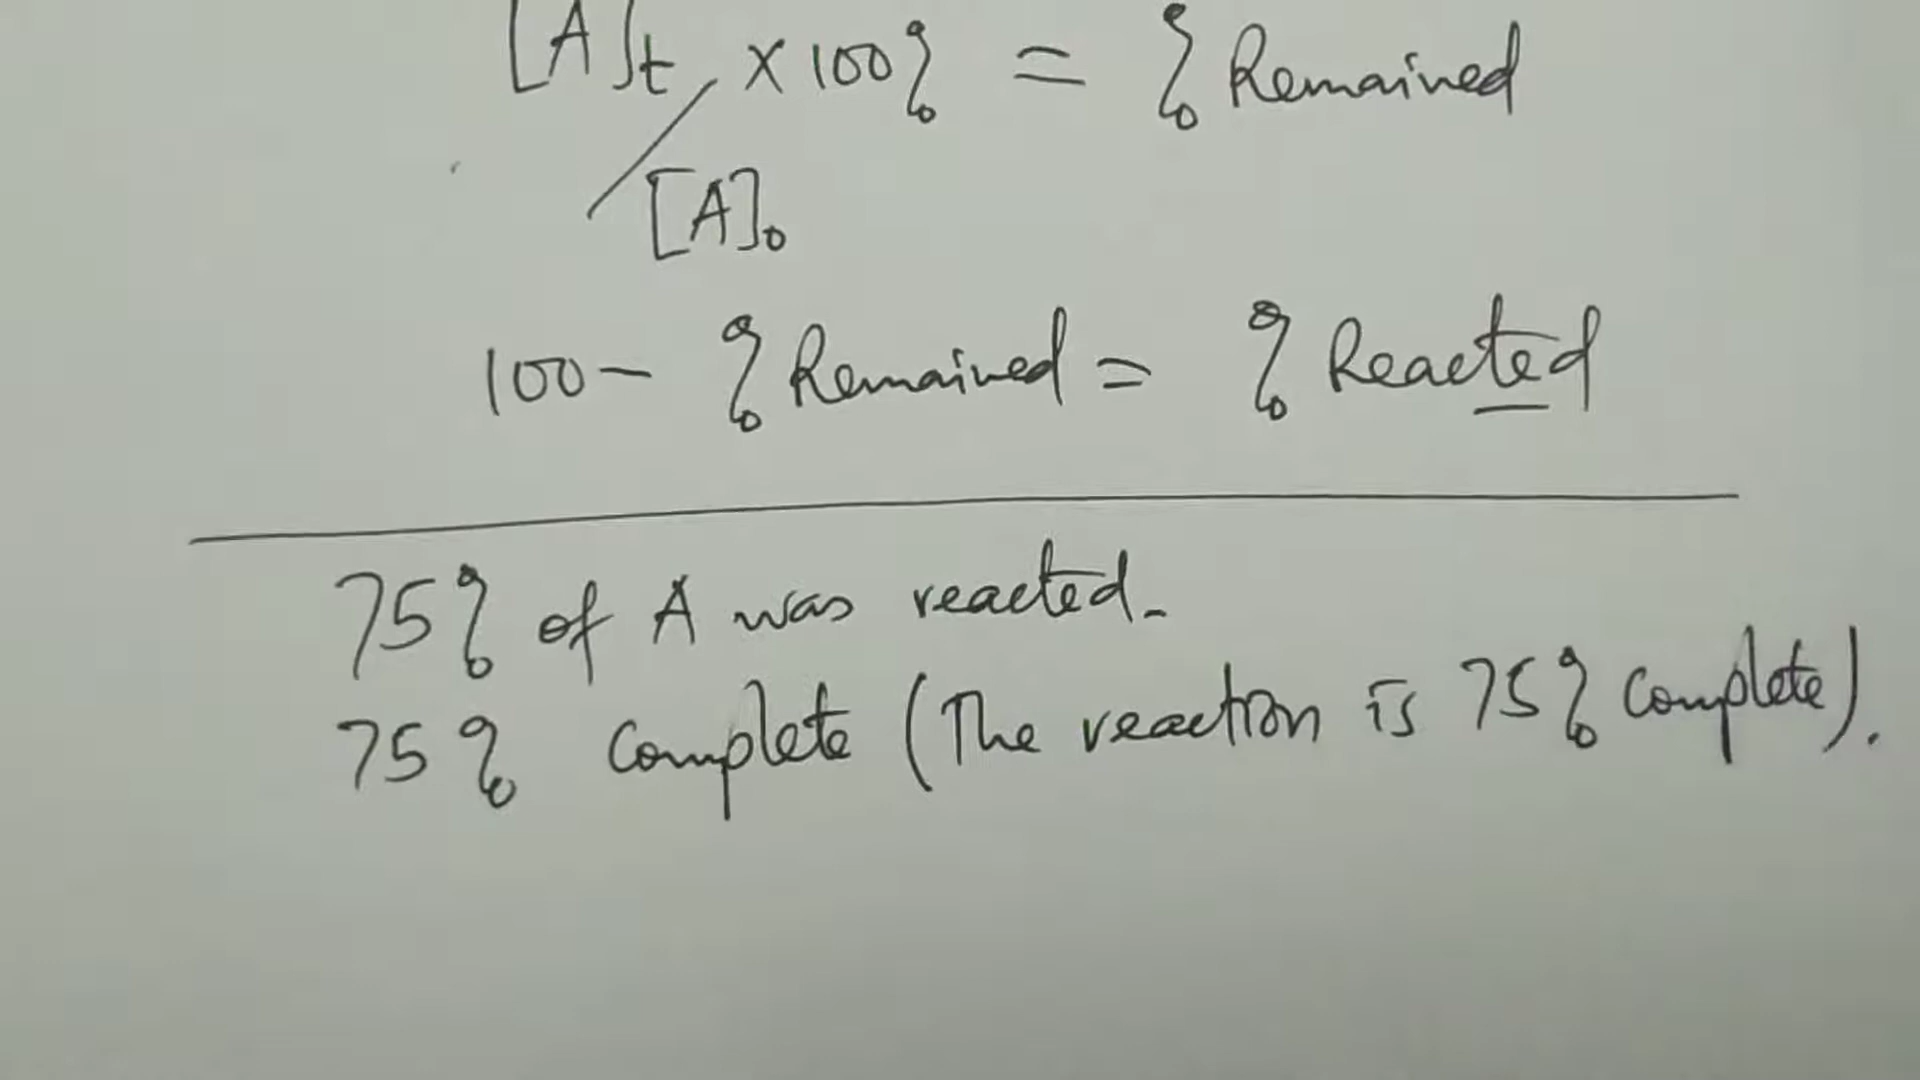 [A]t / [A]0 × 100% = % Remained
100 - % Remained = % Reacted
75% of A was reacted.
75% Complete (The reaction is 75% Complete).